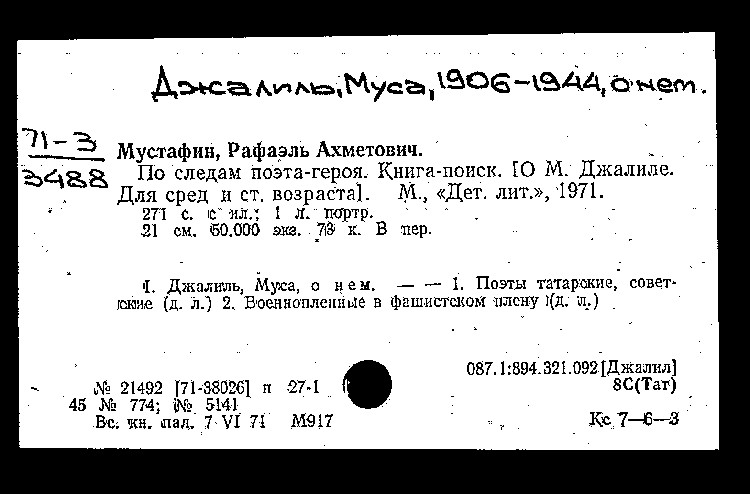 Джалиль, Муса, 1906-1944, о нем.
71-3
3488
Мустафин, Рафаэль Ахметович.
По следам поэта-героя. Книга-поиск. [О М. Джалиле.
Для сред и ст. возраста]. М., «Дет. лит.», 1971.
271 с. с ил.; 1 л. портр.
21 см. 50.000 экз. 73 к. В пер.
1. Джалиль, Муса, о нем. — — 1. Поэты татарские, совет-
ские (д. л.) 2. Военнопленные в фашистском плену (д. л.)
087.1:894.321.092[Джалил]
№ 21492 [71-38026] п 27-1
8С(Тат)
45 № 774; № 5141
Вс. кн. пал. 7 VI 71 М917
Кс 7—6—3